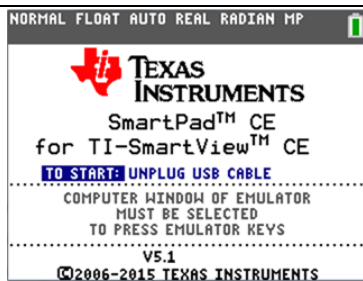 NORMAL FLOAT AUTO REAL RADIAN MP
TEXAS
INSTRUMENTS
SmartPad™ CE
for TI-SmartView™ CE
TO START: UNPLUG USB CABLE
COMPUTER WINDOW OF EMULATOR
MUST BE SELECTED
TO PRESS EMULATOR KEYS
V5.1
©2006-2015 TEXAS INSTRUMENTS